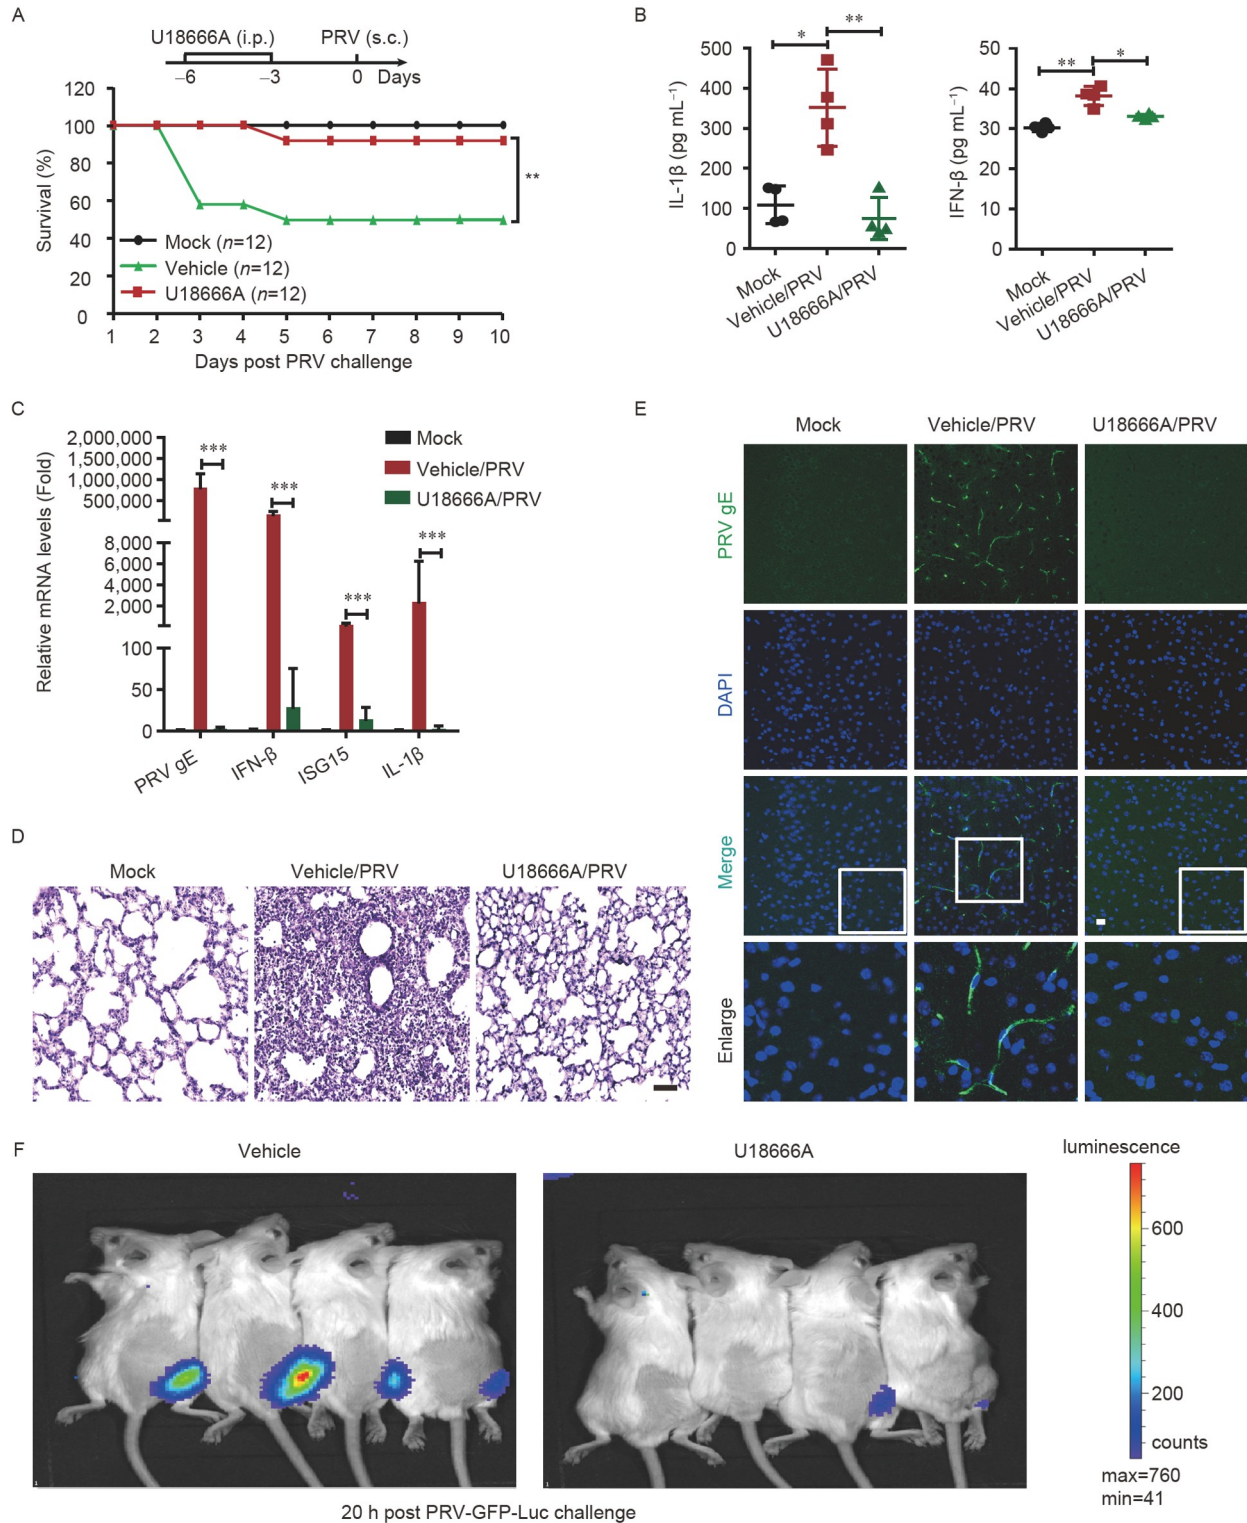 A
U18666A (i.p.) PRV (s.c.)
–6 –3 0 Days
120
100
80
60
40
20
0
Survival (%)
**
Mock (n=12)
Vehicle (n=12)
U18666A (n=12)
1 2 3 4 5 6 7 8 9 10
Days post PRV challenge
B
* **
500
400
300
200
100
0
IL-1β (pg mL⁻¹)
Mock
Vehicle/PRV
U18666A/PRV
** *
50
40
30
20
10
0
IFN-β (pg mL⁻¹)
Mock
Vehicle/PRV
U18666A/PRV
C
2,000,000
1,500,000
1,000,000
500,000
8,000
6,000
4,000
2,000
100
50
0
Relative mRNA levels (Fold)
*** *** *** ***
Mock
Vehicle/PRV
U18666A/PRV
PRV gE
IFN-β
ISG15
IL-1β
D
Mock Vehicle/PRV U18666A/PRV
E
Mock Vehicle/PRV U18666A/PRV
PRV gE
DAPI
Merge
Enlarge
F
Vehicle U18666A
luminescence
600
400
200
counts
max=760
min=41
20 h post PRV-GFP-Luc challenge